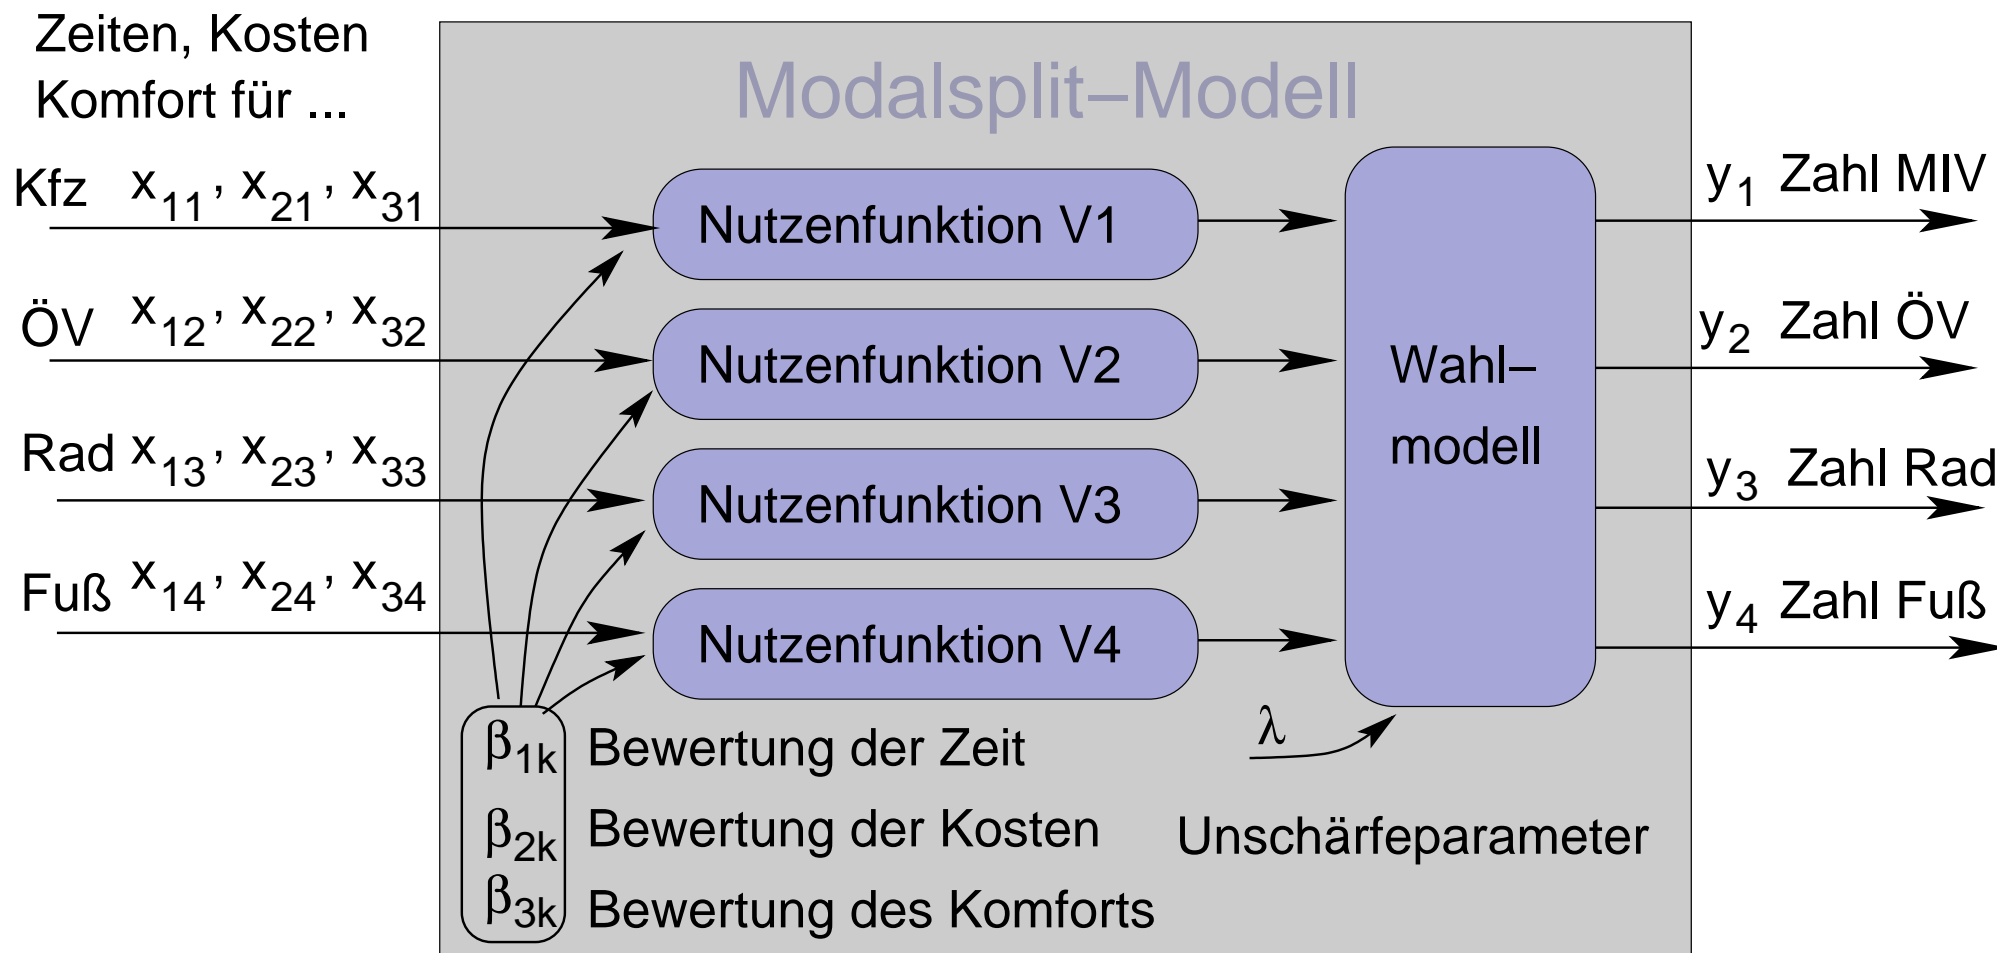 Zeiten, Kosten
Komfort für ...
Modalsplit–Modell
Kfz x11, x21, x31
Nutzenfunktion V1
y1 Zahl MIV
ÖV x12, x22, x32
Nutzenfunktion V2
y2 Zahl ÖV
Wahl–
modell
Rad x13, x23, x33
Nutzenfunktion V3
y3 Zahl Rad
Fuß x14, x24, x34
Nutzenfunktion V4
y4 Zahl Fuß
β1k Bewertung der Zeit
λ
β2k Bewertung der Kosten
Unschärfeparameter
β3k Bewertung des Komforts